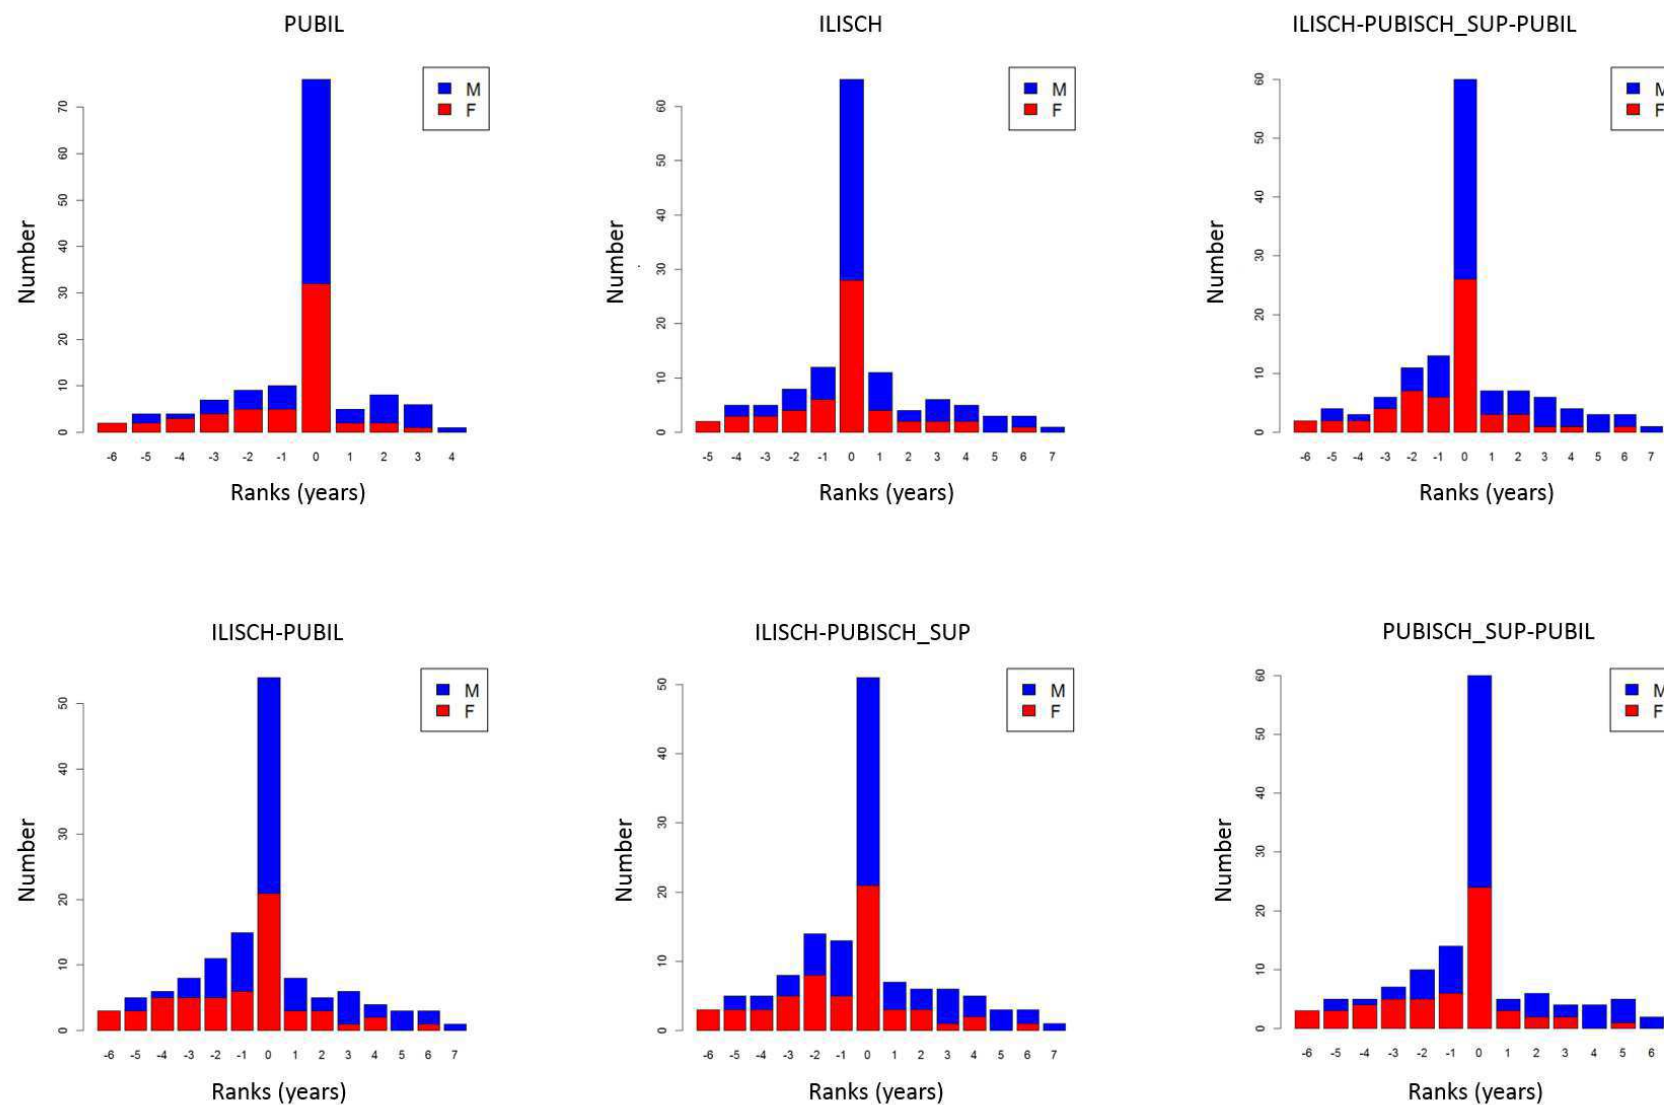 PUBIL
M
F
70
60
50
40
30
20
10
0
Number
-6 -5 -4 -3 -2 -1 0 1 2 3 4
Ranks (years)
ILISCH
M
F
60
50
40
30
20
10
0
Number
-5 -4 -3 -2 -1 0 1 2 3 4 5 6 7
Ranks (years)
ILISCH-PUBISCH_SUP-PUBIL
M
F
60
50
40
30
20
10
0
Number
-6 -5 -4 -3 -2 -1 0 1 2 3 4 5 6 7
Ranks (years)
ILISCH-PUBIL
M
F
50
40
30
20
10
0
Number
-6 -5 -4 -3 -2 -1 0 1 2 3 4 5 6 7
Ranks (years)
ILISCH-PUBISCH_SUP
M
F
50
40
30
20
10
0
Number
-6 -5 -4 -3 -2 -1 0 1 2 3 4 5 6 7
Ranks (years)
PUBISCH_SUP-PUBIL
M
F
60
50
40
30
20
10
0
Number
-6 -5 -4 -3 -2 -1 0 1 2 3 4 5 6
Ranks (years)